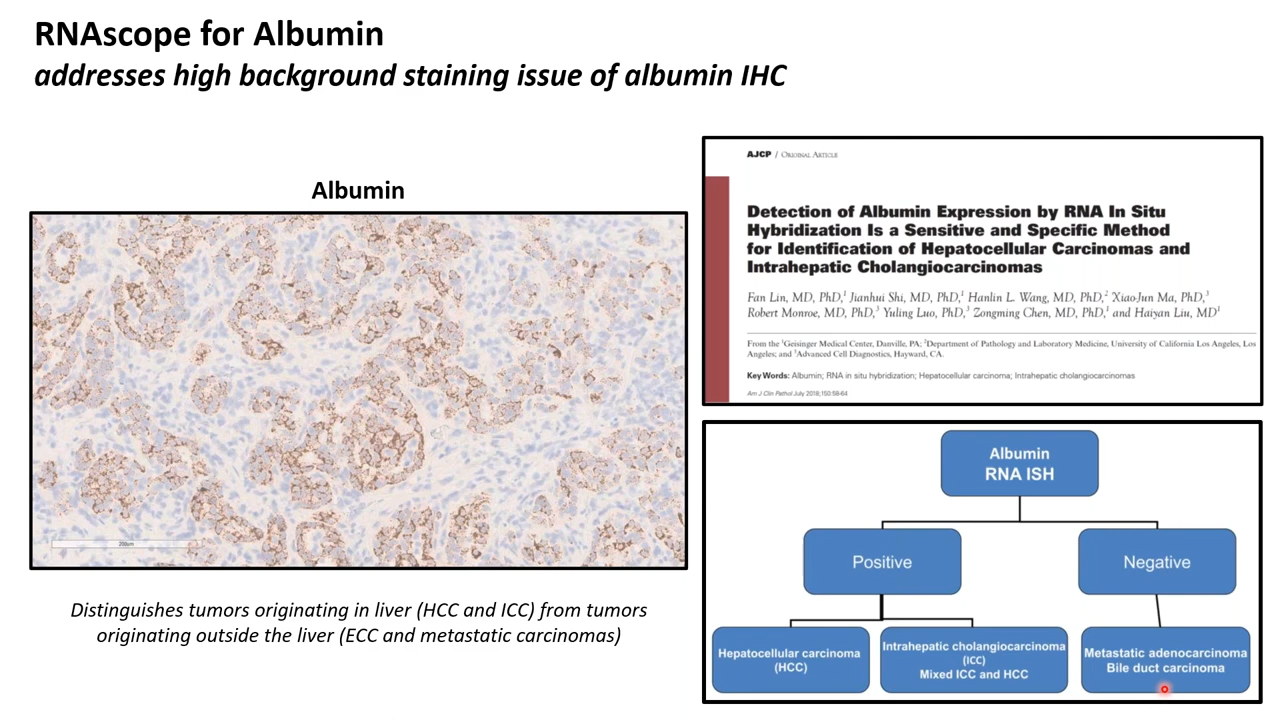 RNAscope for Albumin
addresses high background staining issue of albumin IHC
Albumin
200um
Distinguishes tumors originating in liver (HCC and ICC) from tumors
originating outside the liver (ECC and metastatic carcinomas)
AJCP / Original Article
Detection of Albumin Expression by RNA In Situ
Hybridization Is a Sensitive and Specific Method
for Identification of Hepatocellular Carcinomas and
Intrahepatic Cholangiocarcinomas
Fan Lin, MD, PhD,1 Jianhui Shi, MD, PhD,1 Hanlin L. Wang, MD, PhD,2 Xiao-Jun Ma, PhD,3
Robert Monroe, MD, PhD,3 Yuling Luo, PhD,3 Zongming Chen, MD, PhD,1 and Haiyan Liu, MD1
From the 1Geisinger Medical Center, Danville, PA; 2Department of Pathology and Laboratory Medicine, University of California Los Angeles, Los
Angeles; and 3Advanced Cell Diagnostics, Hayward, CA.
Key Words: Albumin; RNA in situ hybridization; Hepatocellular carcinoma; Intrahepatic cholangiocarcinomas
Am J Clin Pathol July 2018;150:58-64
Albumin
RNA ISH
Positive
Negative
Hepatocellular carcinoma
(HCC)
Intrahepatic cholangiocarcinoma
(ICC)
Mixed ICC and HCC
Metastatic adenocarcinoma
Bile duct carcinoma